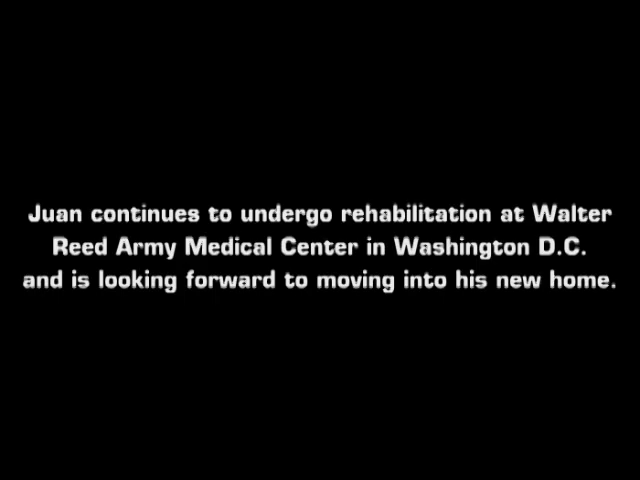 Juan continues to undergo rehabilitation at Walter
Reed Army Medical Center in Washington D.C.
and is looking forward to moving into his new home.